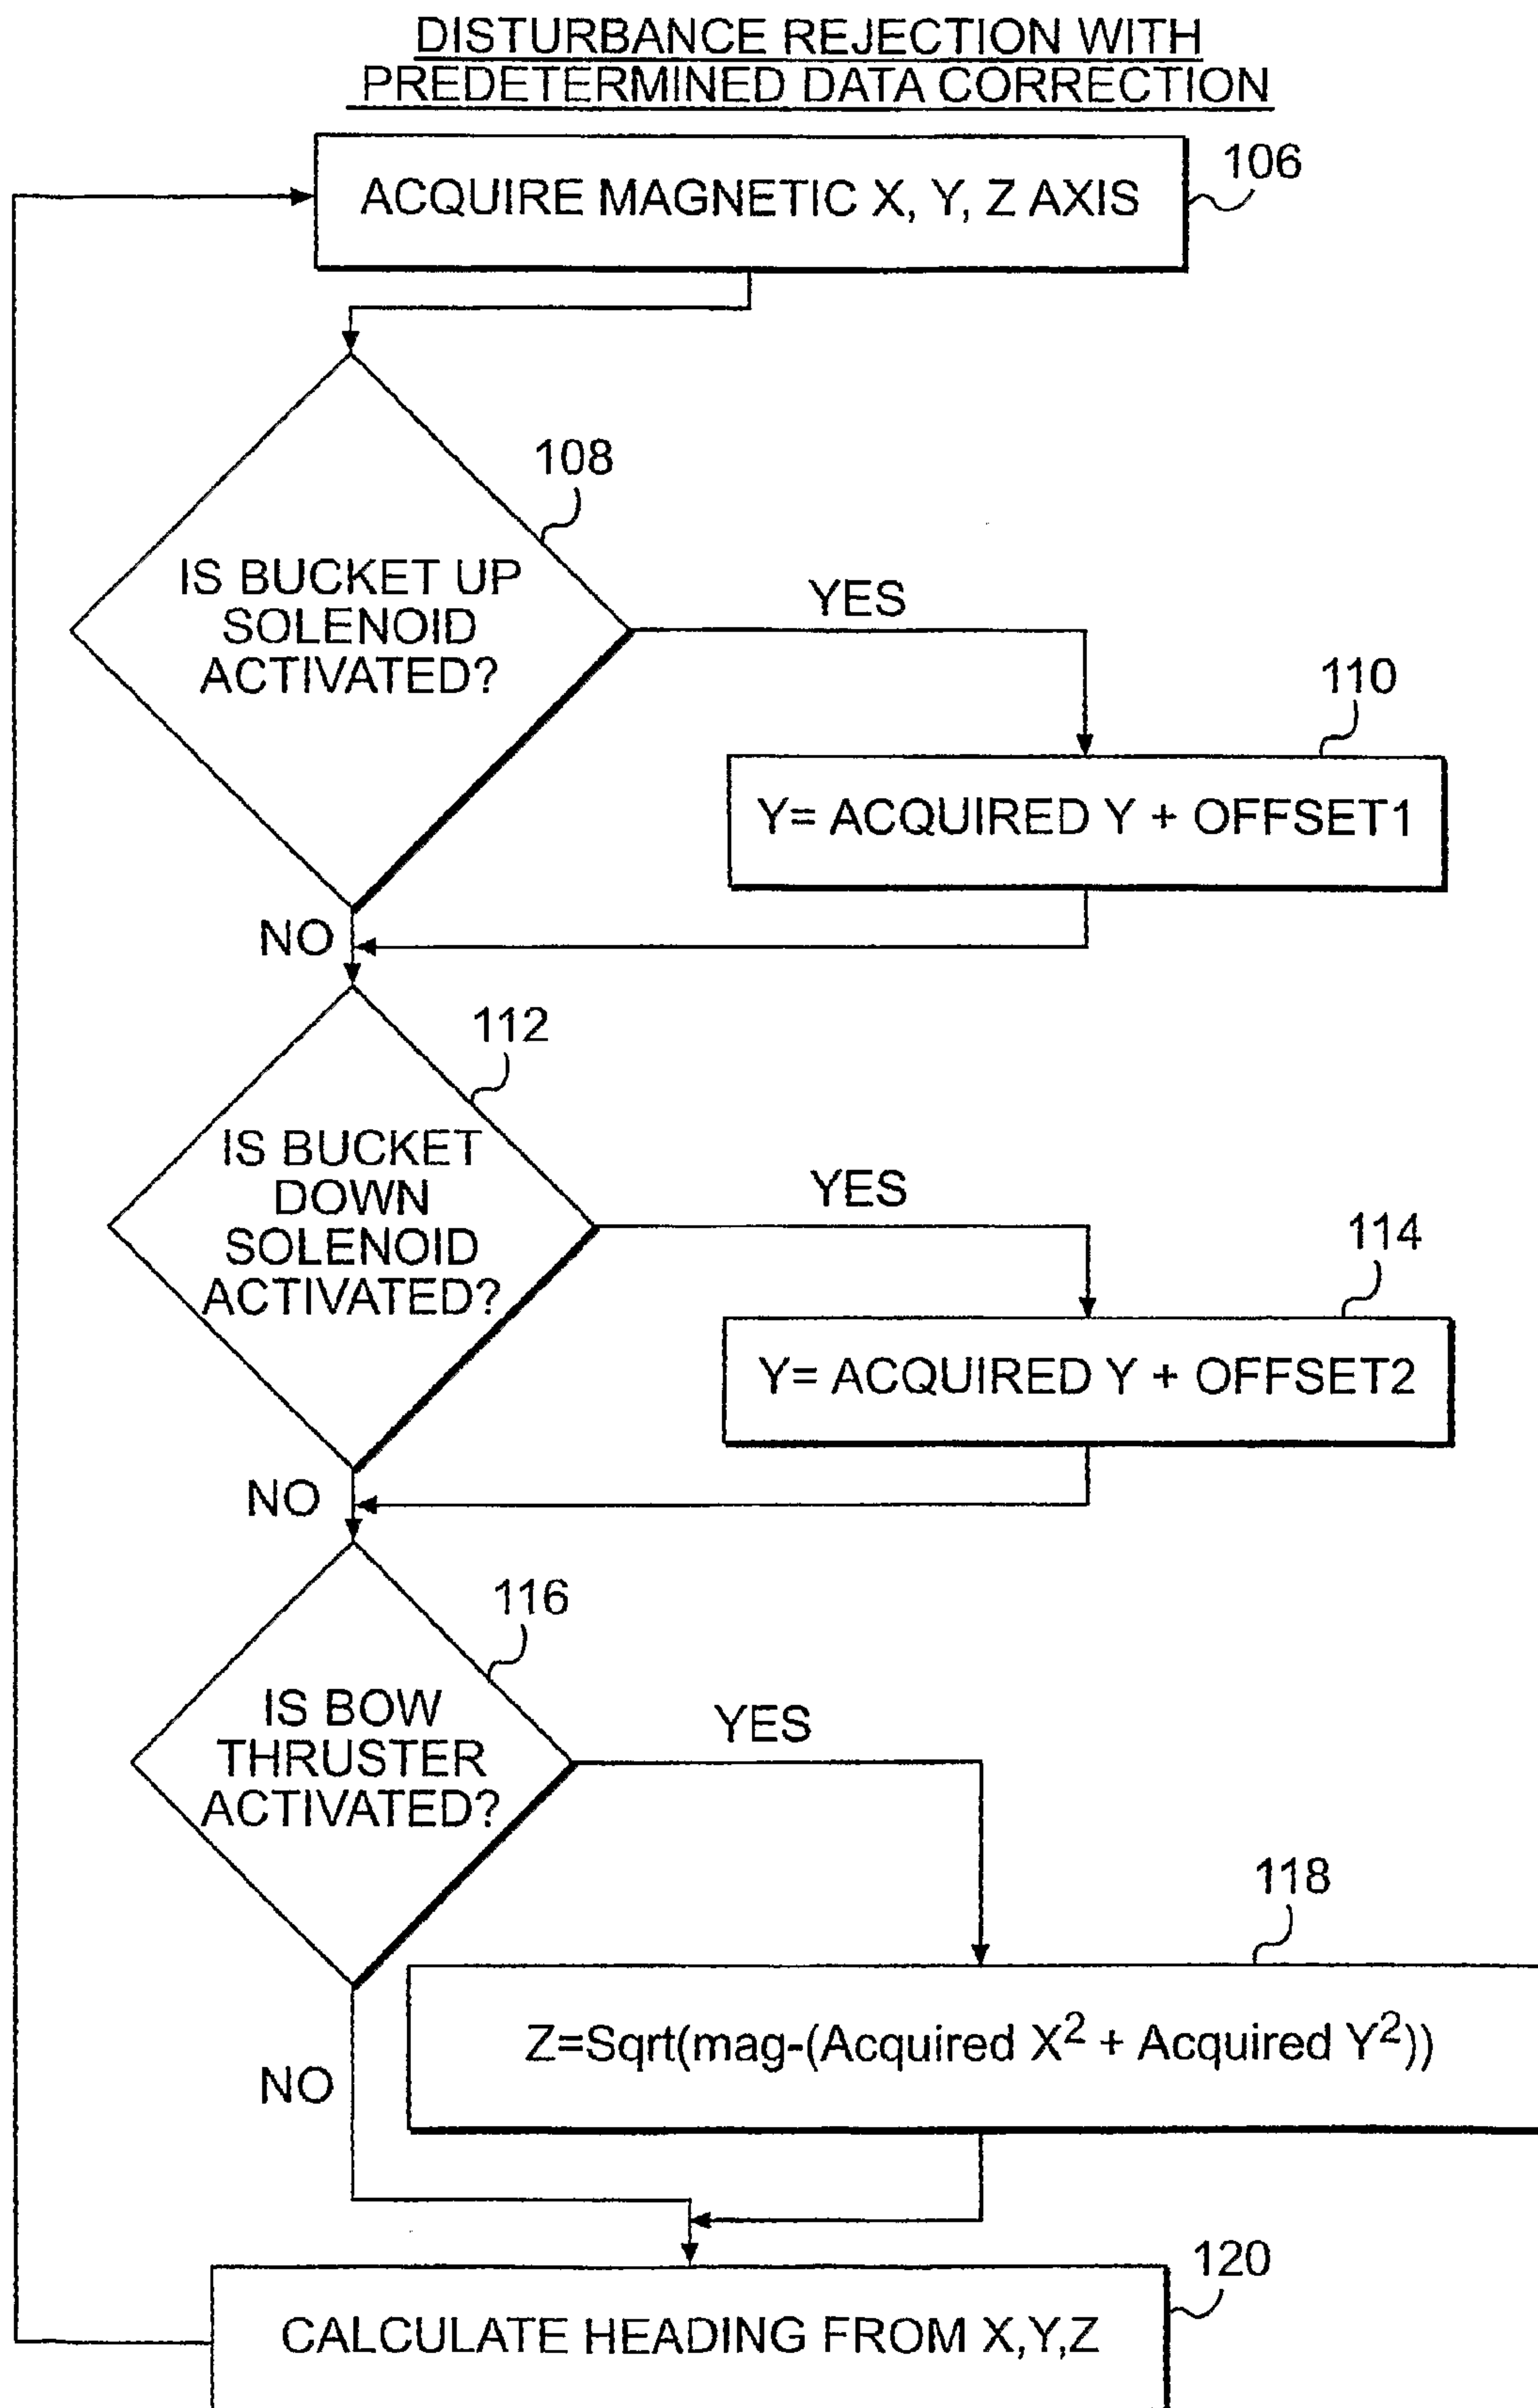 DISTURBANCE REJECTION WITH
PREDETERMINED DATA CORRECTION
ACQUIRE MAGNETIC X, Y, Z AXIS
106
108
IS BUCKET UP
SOLENOID
ACTIVATED?
YES
110
Y= ACQUIRED Y + OFFSET1
NO
112
IS BUCKET
DOWN
SOLENOID
ACTIVATED?
YES
114
Y= ACQUIRED Y + OFFSET2
NO
116
IS BOW
THRUSTER
ACTIVATED?
YES
118
Z=Sqrt(mag-(Acquired X² + Acquired Y²))
NO
120
CALCULATE HEADING FROM X,Y,Z